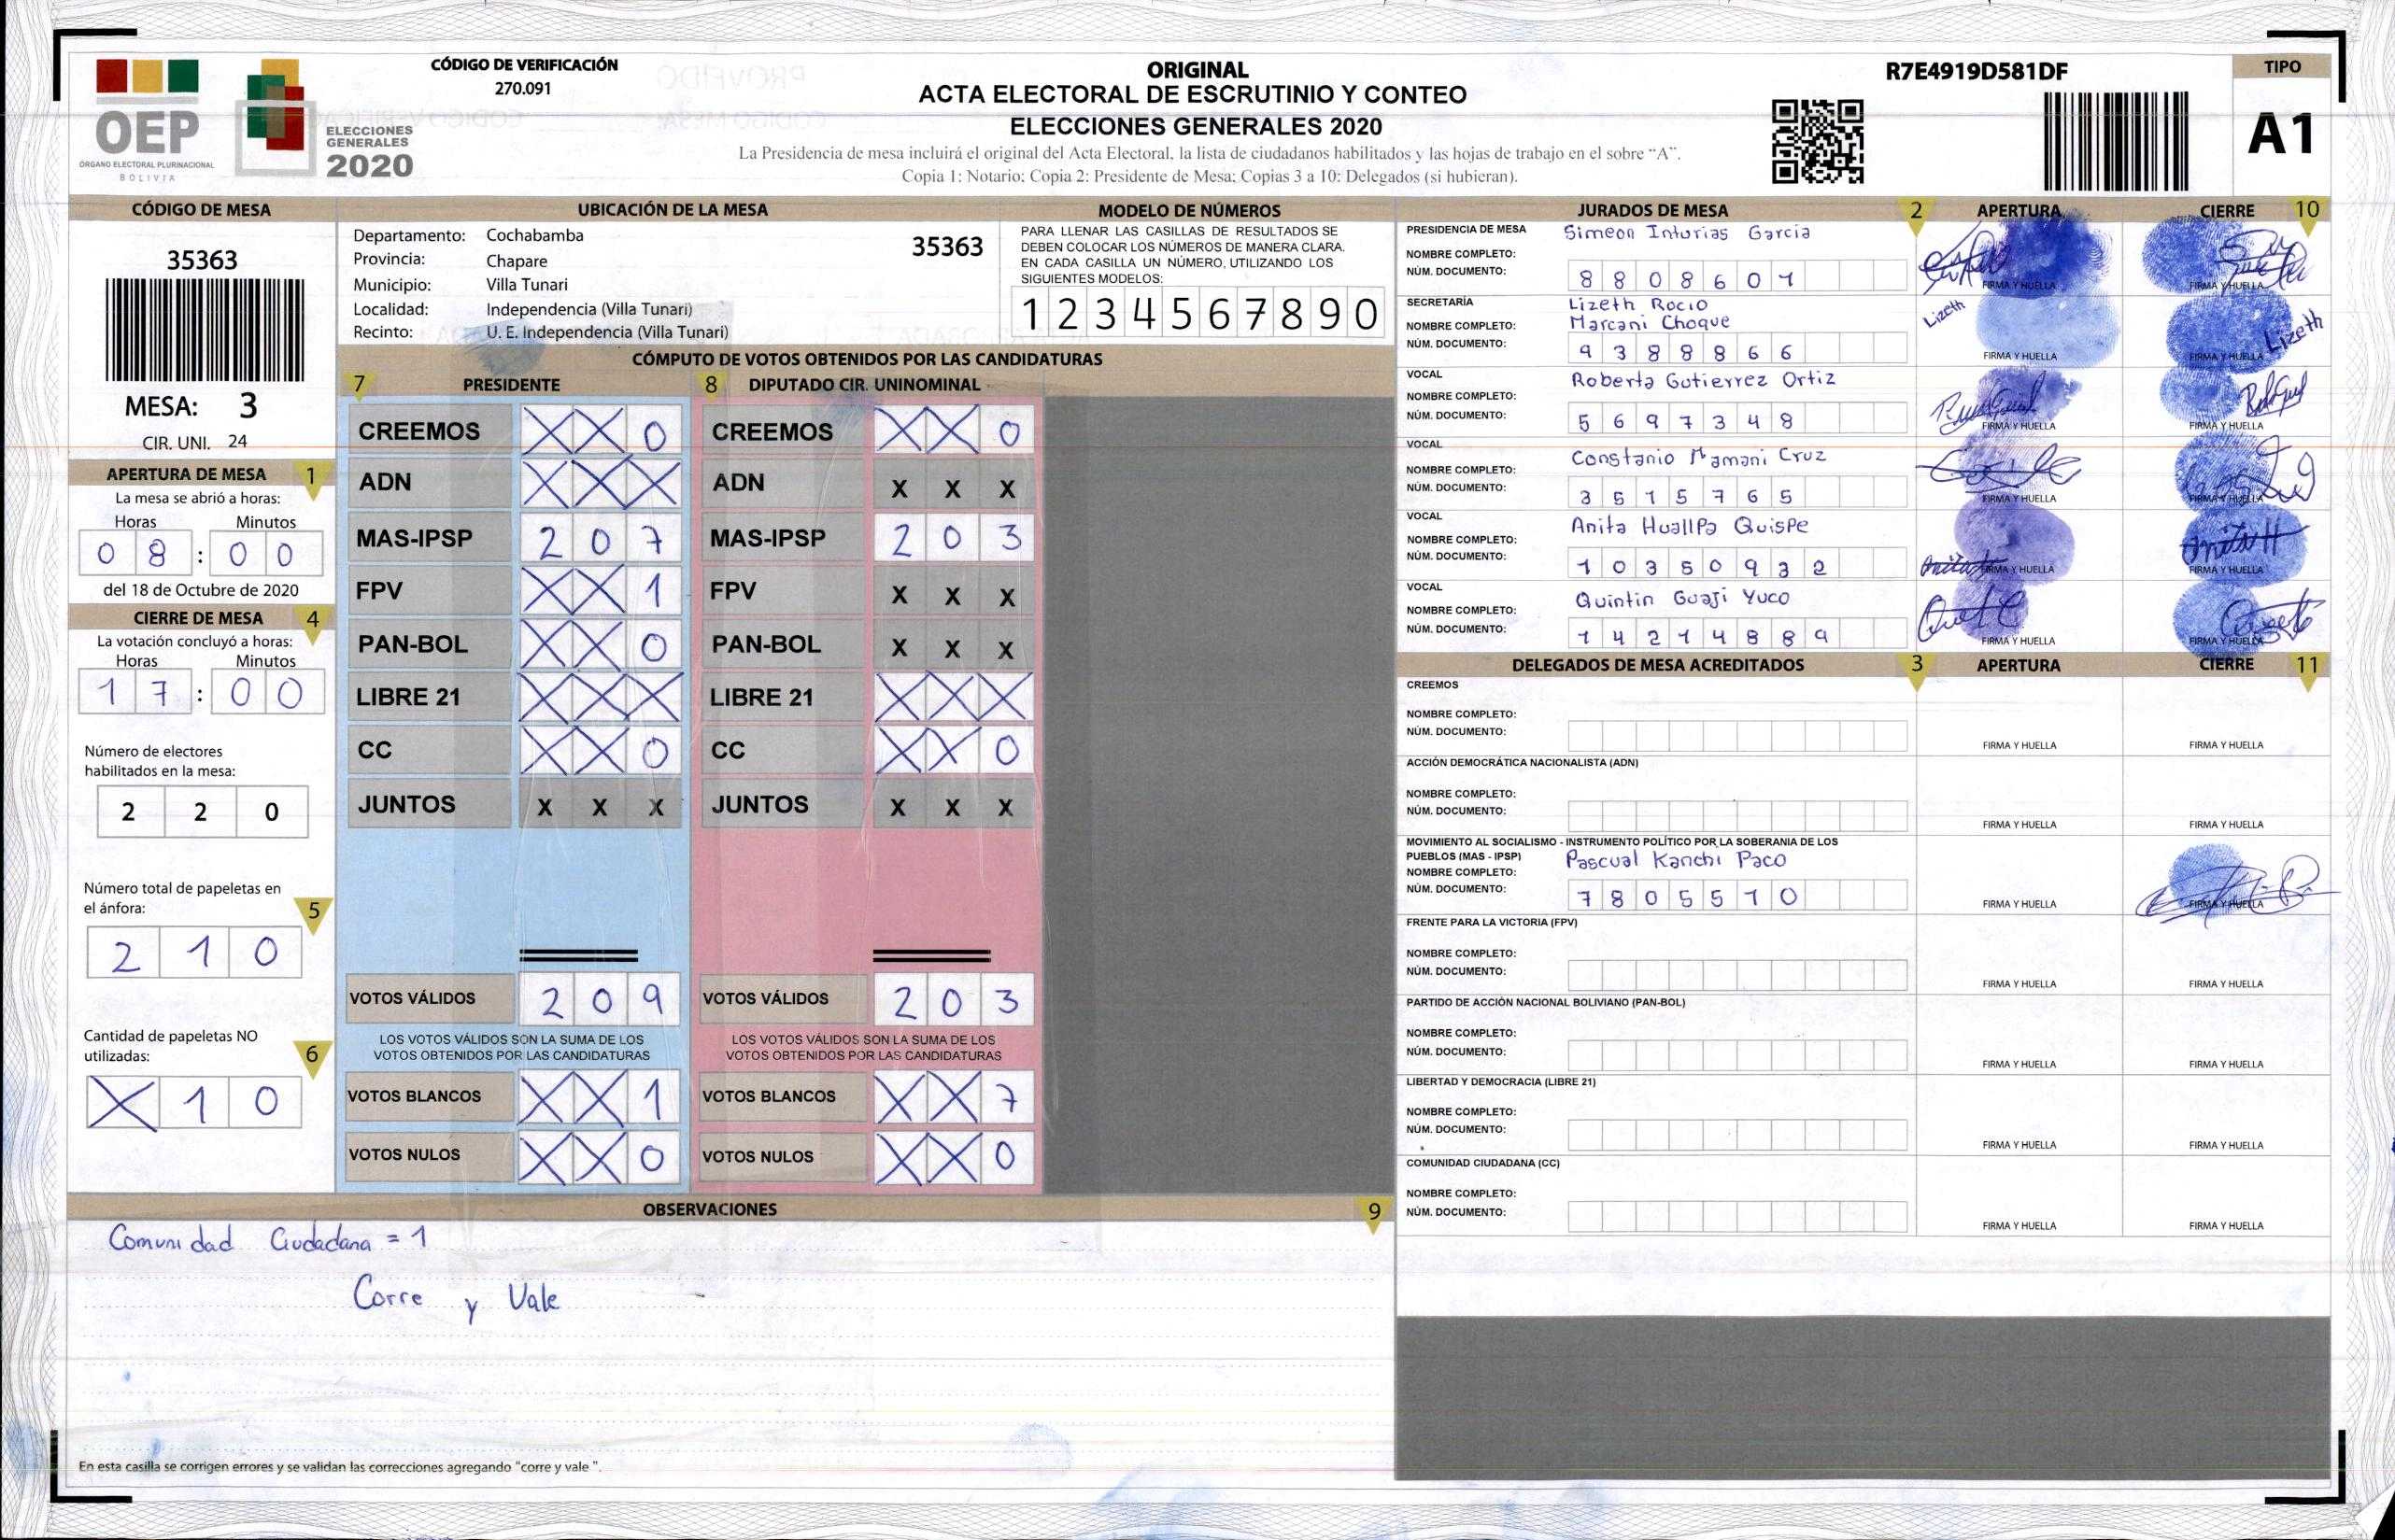 CÓDIGO DE VERIFICACIÓN
270.091
OEP
ÓRGANO ELECTORAL PLURINACIONAL
BOLIVIA
ELECCIONES
GENERALES
2020
ORIGINAL
ACTA ELECTORAL DE ESCRUTINIO Y CONTEO
ELECCIONES GENERALES 2020
La Presidencia de mesa incluirá el original del Acta Electoral, la lista de ciudadanos habilitados y las hojas de trabajo en el sobre "A".
Copia 1: Notario; Copia 2: Presidente de Mesa; Copias 3 a 10: Delegados (si hubieran).
R7E4919D581DF
TIPO
A1
CÓDIGO DE MESA
35363
MESA: 3
CIR. UNI. 24
APERTURA DE MESA 1
La mesa se abrió a horas:
Horas Minutos
0 8 : 0 0
del 18 de Octubre de 2020
CIERRE DE MESA 4
La votación concluyó a horas:
Horas Minutos
1 7 : 0 0
Número de electores
habilitados en la mesa:
2 2 0
Número total de papeletas en
el ánfora: 5
2 1 0
Cantidad de papeletas NO
utilizadas: 6
X 1 0
UBICACIÓN DE LA MESA
Departamento: Cochabamba 35363
Provincia: Chapare
Municipio: Villa Tunari
Localidad: Independencia (Villa Tunari)
Recinto: U. E. Independencia (Villa Tunari)
MODELO DE NÚMEROS
PARA LLENAR LAS CASILLAS DE RESULTADOS SE
DEBEN COLOCAR LOS NÚMEROS DE MANERA CLARA.
EN CADA CASILLA UN NÚMERO, UTILIZANDO LOS
SIGUIENTES MODELOS:
1 2 3 4 5 6 7 8 9 0
CÓMPUTO DE VOTOS OBTENIDOS POR LAS CANDIDATURAS
7 PRESIDENTE 8 DIPUTADO CIR. UNINOMINAL
CREEMOS X X 0 CREEMOS X X 0
ADN X X X ADN X X X
MAS-IPSP 2 0 7 MAS-IPSP 2 0 3
FPV X X 1 FPV X X X
PAN-BOL X X 0 PAN-BOL X X X
LIBRE 21 X X X LIBRE 21 X X X
CC X X 0 CC X X 0
JUNTOS X X X JUNTOS X X X
VOTOS VÁLIDOS 2 0 9 VOTOS VÁLIDOS 2 0 3
LOS VOTOS VÁLIDOS SON LA SUMA DE LOS LOS VOTOS VÁLIDOS SON LA SUMA DE LOS
VOTOS OBTENIDOS POR LAS CANDIDATURAS VOTOS OBTENIDOS POR LAS CANDIDATURAS
VOTOS BLANCOS X X 1 VOTOS BLANCOS X X 7
VOTOS NULOS X X 0 VOTOS NULOS X X 0
OBSERVACIONES 9
Comunidad Ciudadana = 1
Corre y Vale
En esta casilla se corrigen errores y se validan las correcciones agregando "corre y vale ".
JURADOS DE MESA 2 APERTURA CIERRE 10
PRESIDENCIA DE MESA Simeon Inturias Garcia
NOMBRE COMPLETO:
NÚM. DOCUMENTO: 8 8 0 8 6 0 1 FIRMA Y HUELLA FIRMA Y HUELLA
SECRETARÍA Lizeth Rocio
NOMBRE COMPLETO: Marcani Choque Lizeth Lizeth
NÚM. DOCUMENTO: 9 3 8 8 8 6 6 FIRMA Y HUELLA FIRMA Y HUELLA
VOCAL Roberta Gutierrez Ortiz
NOMBRE COMPLETO:
NÚM. DOCUMENTO: 5 6 9 7 3 4 8 FIRMA Y HUELLA FIRMA Y HUELLA
VOCAL Constanio Mamani Cruz
NOMBRE COMPLETO:
NÚM. DOCUMENTO: 3 5 1 5 7 6 5 FIRMA Y HUELLA FIRMA Y HUELLA
VOCAL Anita Huallpa Quispe
NOMBRE COMPLETO:
NÚM. DOCUMENTO: 1 0 3 5 0 9 3 2 FIRMA Y HUELLA FIRMA Y HUELLA
VOCAL Quintin Guaji Yuco
NOMBRE COMPLETO:
NÚM. DOCUMENTO: 1 4 2 1 4 8 8 9 FIRMA Y HUELLA FIRMA Y HUELLA
DELEGADOS DE MESA ACREDITADOS 3 APERTURA CIERRE 11
CREEMOS
NOMBRE COMPLETO:
NÚM. DOCUMENTO: FIRMA Y HUELLA FIRMA Y HUELLA
ACCIÓN DEMOCRÁTICA NACIONALISTA (ADN)
NOMBRE COMPLETO:
NÚM. DOCUMENTO: FIRMA Y HUELLA FIRMA Y HUELLA
MOVIMIENTO AL SOCIALISMO - INSTRUMENTO POLÍTICO POR LA SOBERANIA DE LOS
PUEBLOS (MAS - IPSP) Pascual Kanchi Paco
NOMBRE COMPLETO:
NÚM. DOCUMENTO: 7 8 0 5 5 1 0 FIRMA Y HUELLA FIRMA Y HUELLA
FRENTE PARA LA VICTORIA (FPV)
NOMBRE COMPLETO:
NÚM. DOCUMENTO: FIRMA Y HUELLA FIRMA Y HUELLA
PARTIDO DE ACCIÓN NACIONAL BOLIVIANO (PAN-BOL)
NOMBRE COMPLETO:
NÚM. DOCUMENTO: FIRMA Y HUELLA FIRMA Y HUELLA
LIBERTAD Y DEMOCRACIA (LIBRE 21)
NOMBRE COMPLETO:
NÚM. DOCUMENTO: FIRMA Y HUELLA FIRMA Y HUELLA
COMUNIDAD CIUDADANA (CC)
NOMBRE COMPLETO:
NÚM. DOCUMENTO: FIRMA Y HUELLA FIRMA Y HUELLA